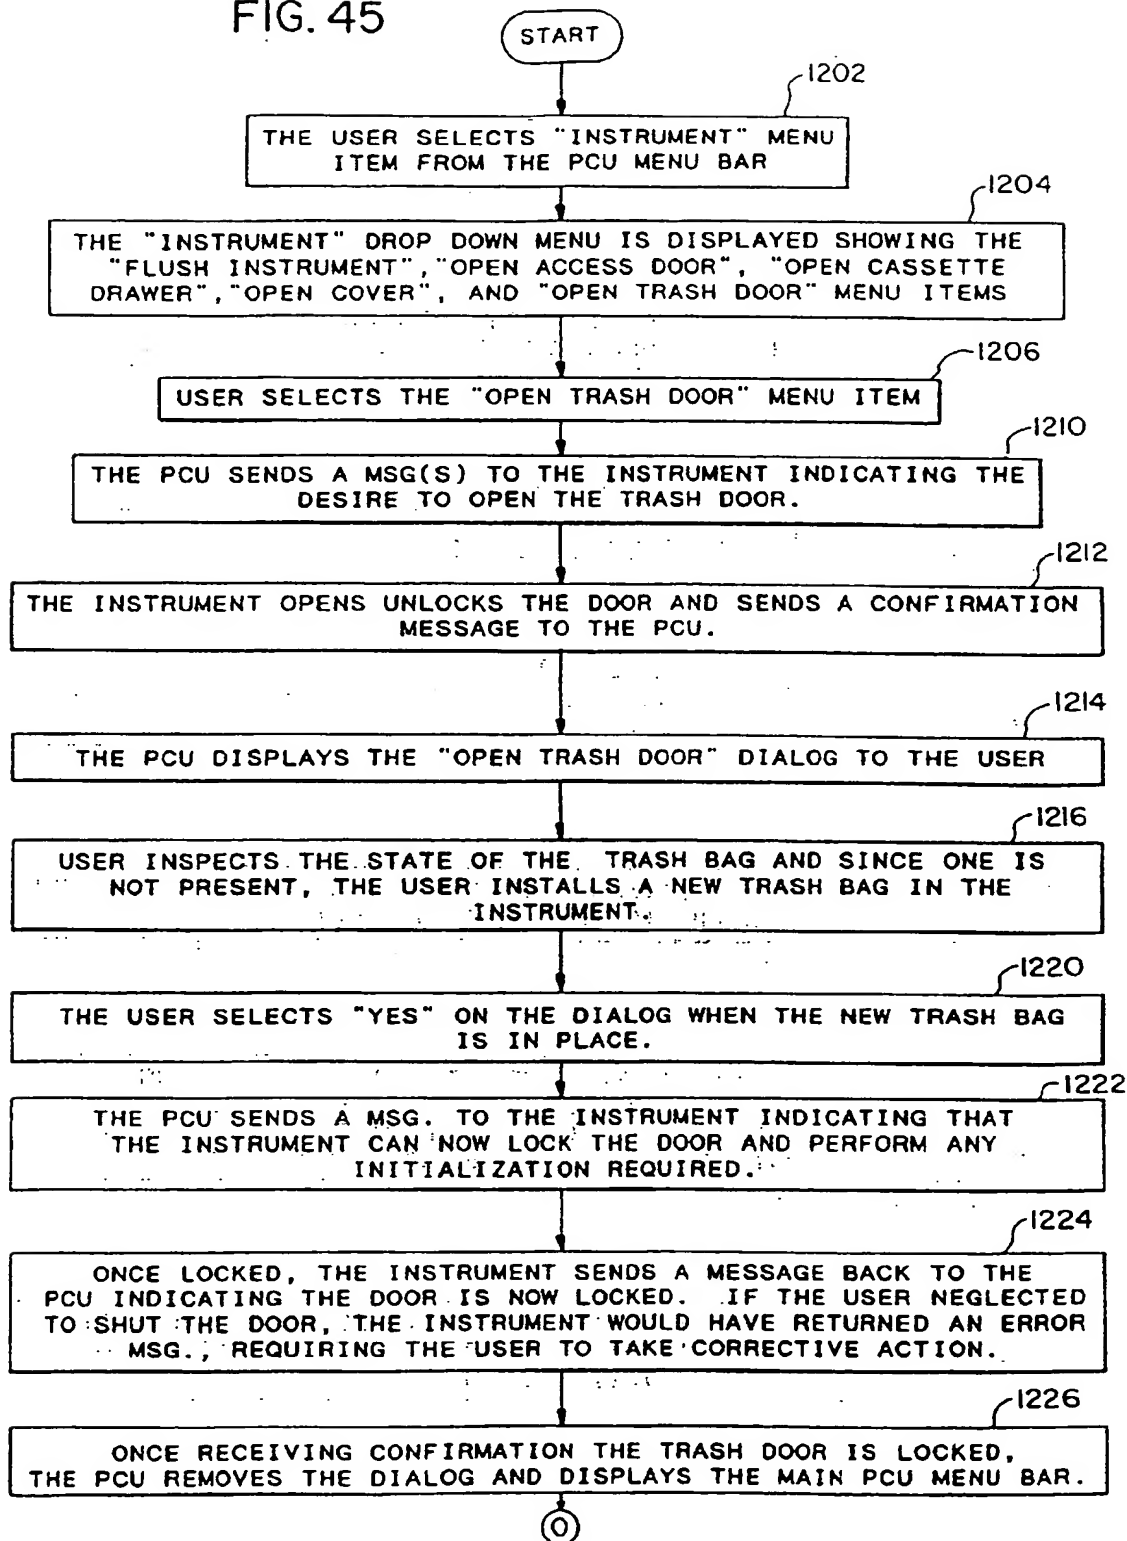 FIG. 45
START
1202
THE USER SELECTS "INSTRUMENT" MENU
ITEM FROM THE PCU MENU BAR
1204
THE "INSTRUMENT" DROP DOWN MENU IS DISPLAYED SHOWING THE
"FLUSH INSTRUMENT","OPEN ACCESS DOOR", "OPEN CASSETTE
DRAWER","OPEN COVER", AND "OPEN TRASH DOOR" MENU ITEMS
1206
USER SELECTS THE "OPEN TRASH DOOR" MENU ITEM
1210
THE PCU SENDS A MSG(S) TO THE INSTRUMENT INDICATING THE
DESIRE TO OPEN THE TRASH DOOR.
1212
THE INSTRUMENT OPENS UNLOCKS THE DOOR AND SENDS A CONFIRMATION
MESSAGE TO THE PCU.
1214
THE PCU DISPLAYS THE "OPEN TRASH DOOR" DIALOG TO THE USER
1216
USER INSPECTS THE STATE OF THE TRASH BAG AND SINCE ONE IS
NOT PRESENT, THE USER INSTALLS A NEW TRASH BAG IN THE
INSTRUMENT.
1220
THE USER SELECTS "YES" ON THE DIALOG WHEN THE NEW TRASH BAG
IS IN PLACE.
1222
THE PCU SENDS A MSG. TO THE INSTRUMENT INDICATING THAT
THE INSTRUMENT CAN NOW LOCK THE DOOR AND PERFORM ANY
INITIALIZATION REQUIRED.
1224
ONCE LOCKED, THE INSTRUMENT SENDS A MESSAGE BACK TO THE
PCU INDICATING THE DOOR IS NOW LOCKED. IF THE USER NEGLECTED
TO SHUT THE DOOR, THE INSTRUMENT WOULD HAVE RETURNED AN ERROR
MSG., REQUIRING THE USER TO TAKE CORRECTIVE ACTION.
1226
ONCE RECEIVING CONFIRMATION THE TRASH DOOR IS LOCKED,
THE PCU REMOVES THE DIALOG AND DISPLAYS THE MAIN PCU MENU BAR.